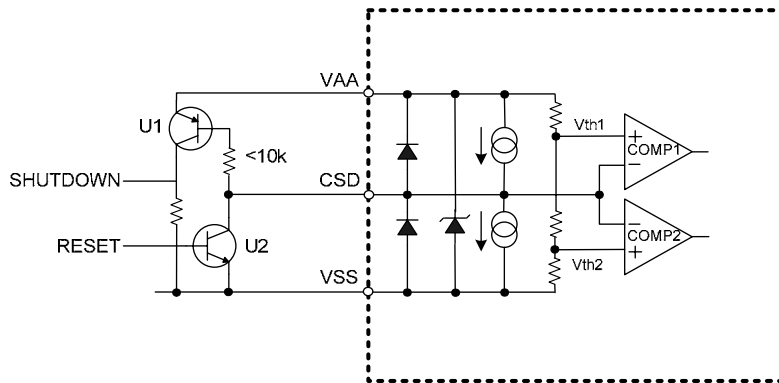 VAA
U1
Vth1
COMP1
<10k
SHUTDOWN
CSD
RESET
U2
COMP2
Vth2
VSS